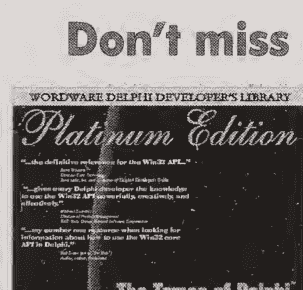 Don't miss
WORDWARE DELPHI DEVELOPER'S LIBRARY
Platinum Edition
"...the definitive reference for the Win32 API..."
"...gives every Delphi developer the knowledge
to use the Win32 API powerfully, creatively, and
effectively."
"...my number one resource when looking for
information about how to use the Win32 core
API in Delphi."
The Tomes of Delphi